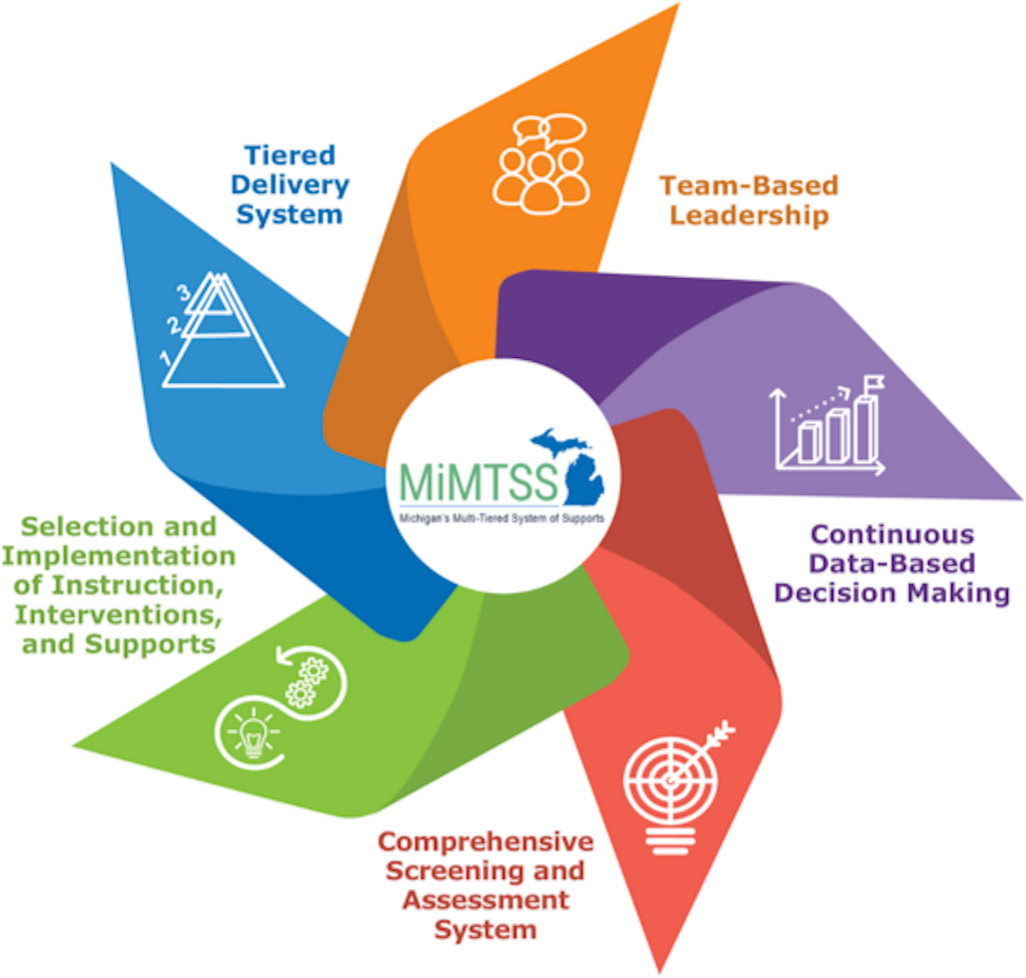 Tiered
Delivery
System
Team-Based
Leadership
3
2
1
MiMTSS
Michigan's Multi-Tiered System of Supports
Selection and
Implementation
of Instruction,
Interventions,
and Supports
Continuous
Data-Based
Decision Making
Comprehensive
Screening and
Assessment
System